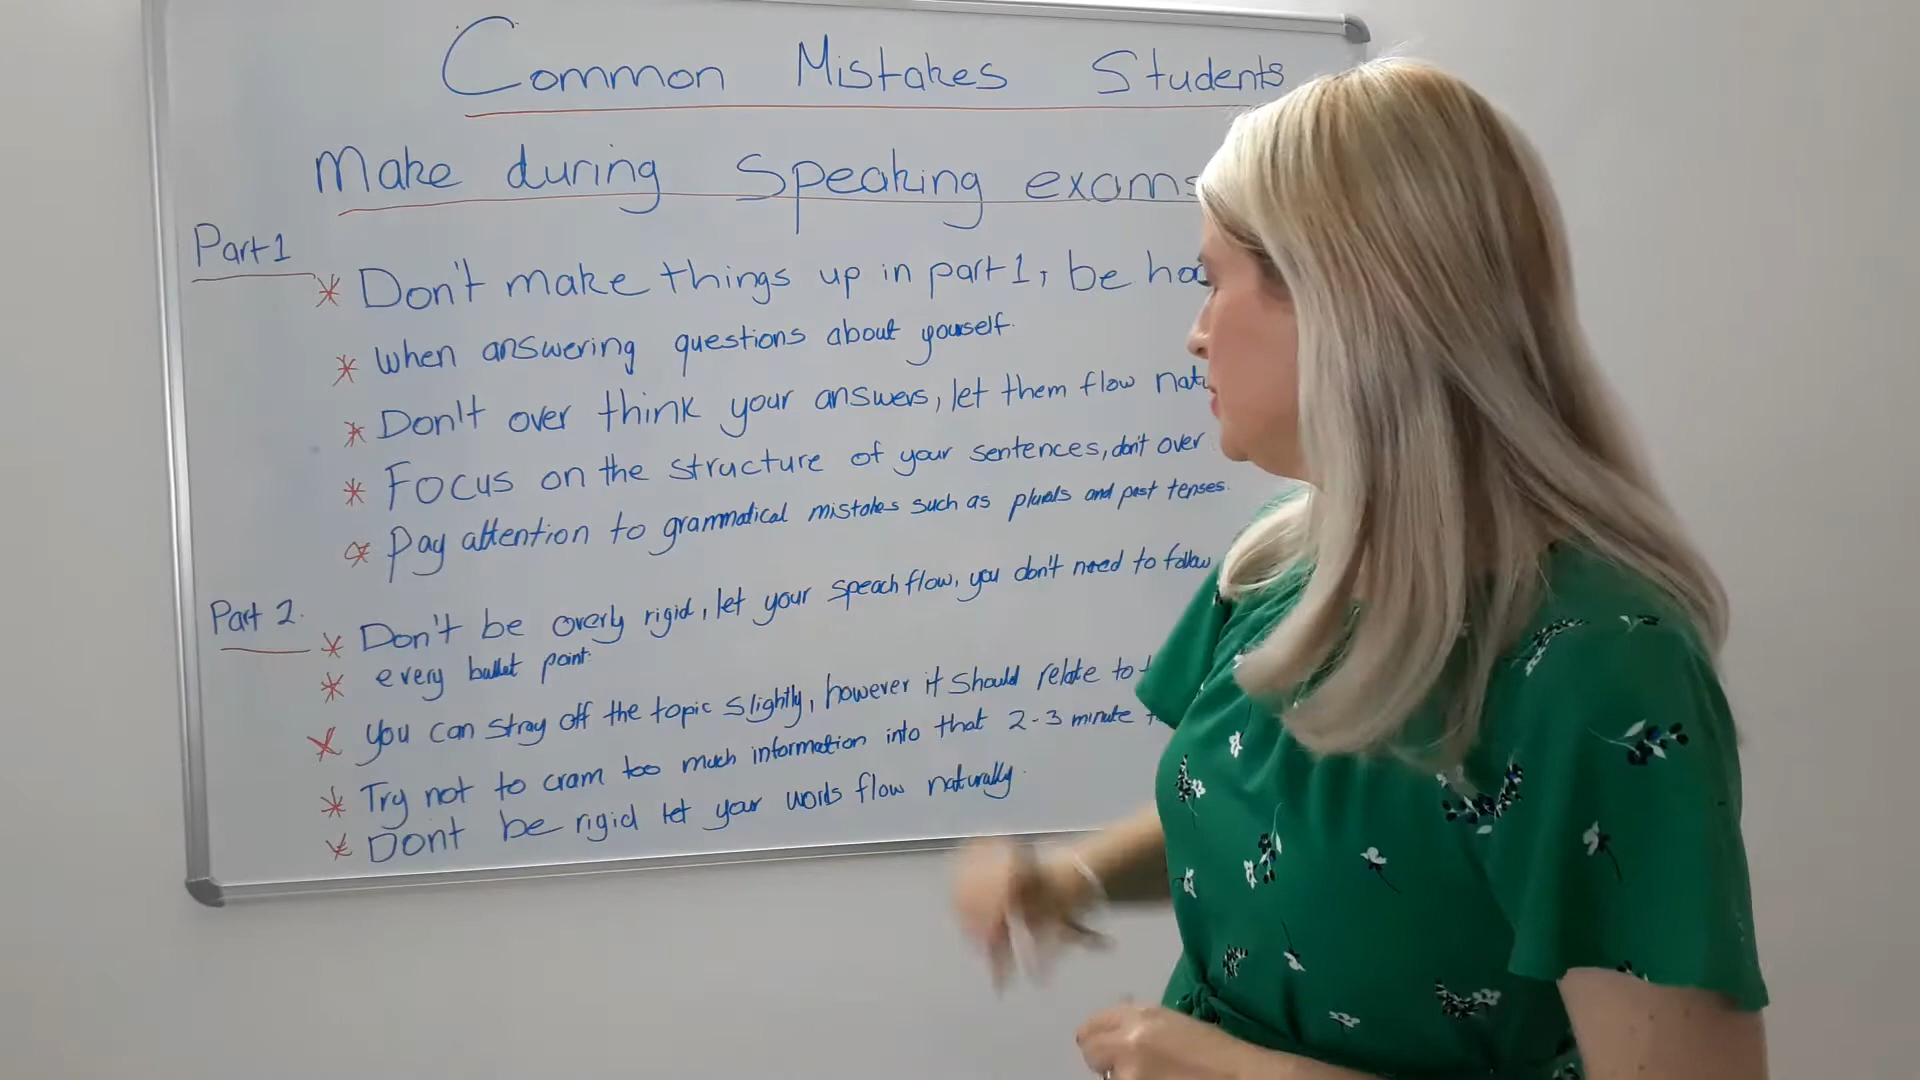 Common Mistakes Students
Make during Speaking exams
Part 1
* Don't make things up in part 1, be
* when answering questions about yourself.
* Don't over think your answers, let them flow
* Focus on the structure of your sentences, don't over
* Pay attention to grammatical mistakes such as plurals and past tenses.
Part 2.
* Don't be overly rigid, let your speach flow, you don't need to follow
* every bullet point.
* you can stray off the topic slightly, however it should relate to
* Try not to cram too much information into that 2-3 minute
* Dont be rigid let your words flow naturally.